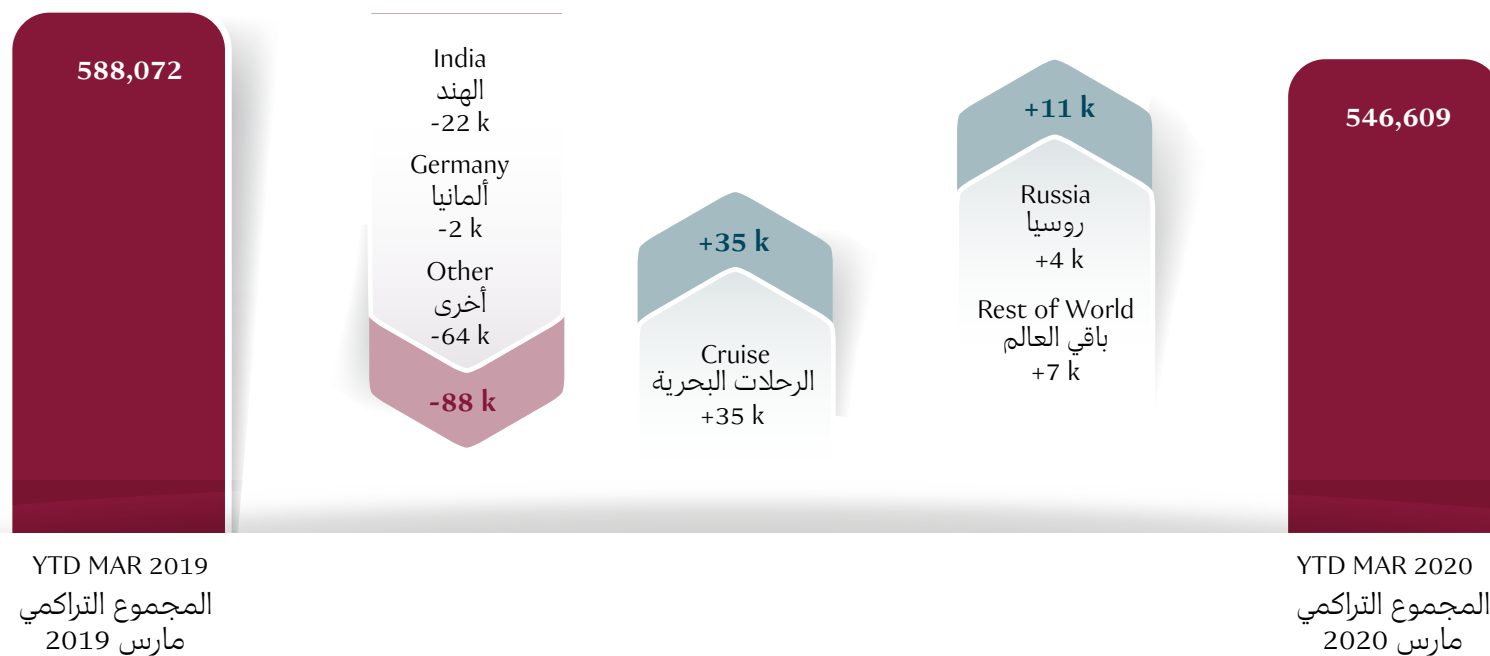 588,072
India
الهند
-22 k
Germany
ألمانيا
-2 k
Other
أخرى
-64 k
-88 k
+35 k
Cruise
الرحلات البحرية
+35 k
+11 k
Russia
روسيا
+4 k
Rest of World
باقي العالم
+7 k
546,609
YTD MAR 2019
المجموع التراكمي
مارس 2019
YTD MAR 2020
المجموع التراكمي
مارس 2020